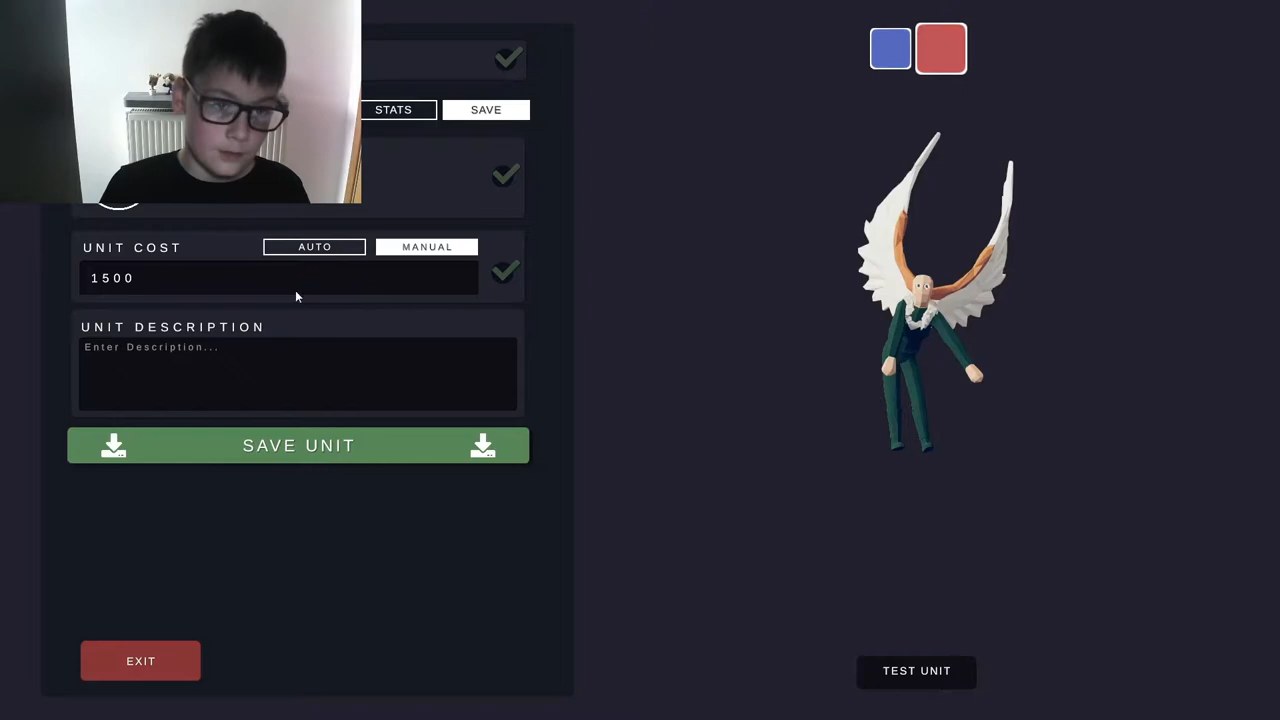 STATS SAVE
UNIT COST AUTO MANUAL
1500
UNIT DESCRIPTION
Enter Description...
SAVE UNIT
EXIT
TEST UNIT